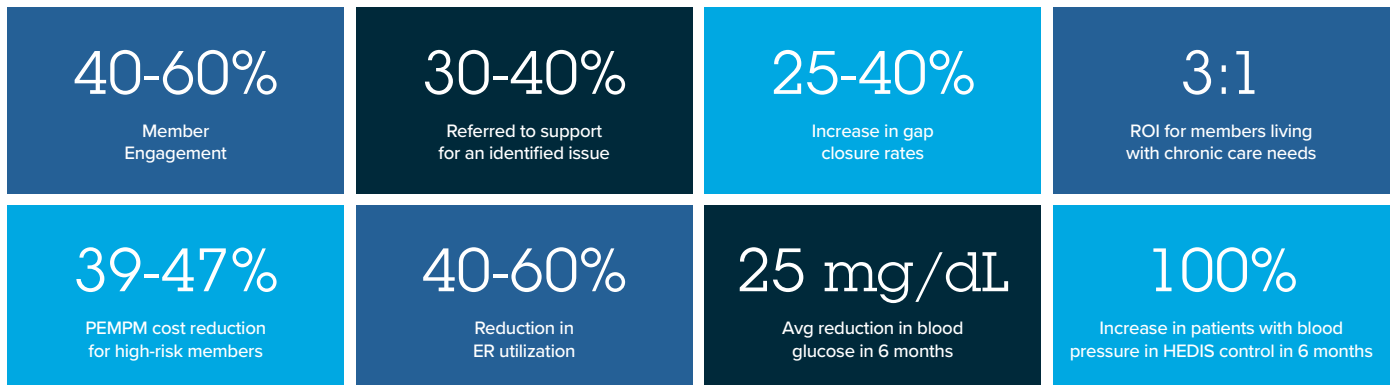 40-60%
Member
Engagement
30-40%
Referred to support
for an identified issue
25-40%
Increase in gap
closure rates
3:1
ROI for members living
with chronic care needs
39-47%
PEMPM cost reduction
for high-risk members
40-60%
Reduction in
ER utilization
25 mg/dL
Avg reduction in blood
glucose in 6 months
100%
Increase in patients with blood
pressure in HEDIS control in 6 months